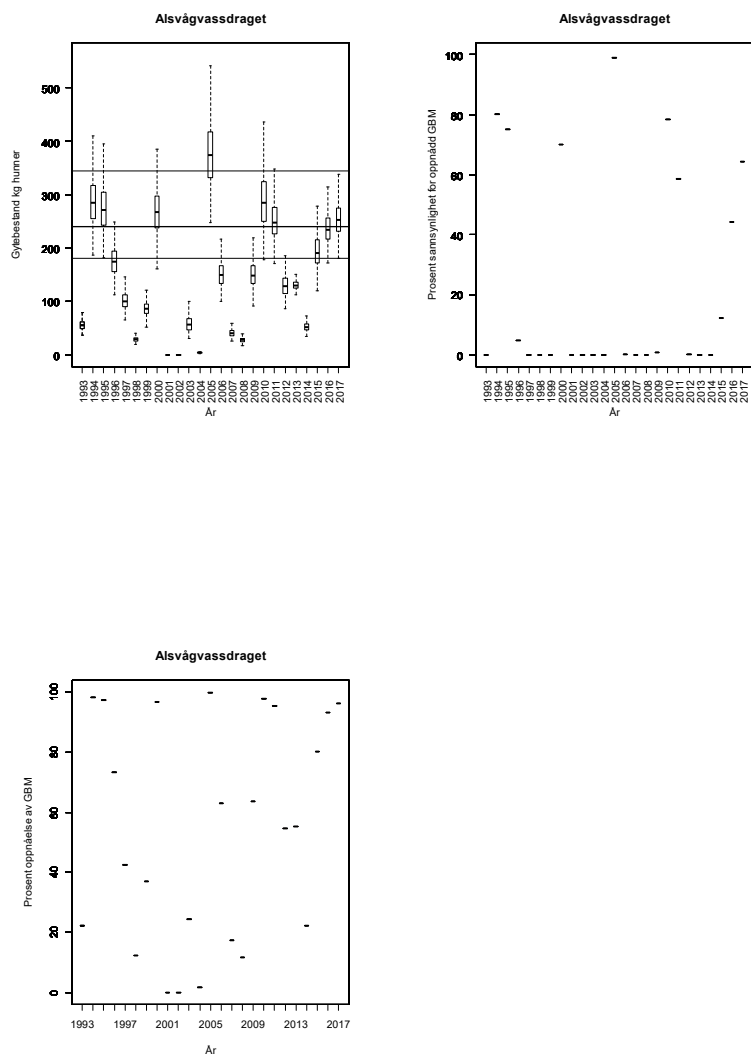 Alsvågvassdraget
500
400
300
200
100
0
Gytebestand kg hunner
1993 1994 1995 1996 1997 1998 1999 2000 2001 2002 2003 2004 2005 2006 2007 2008 2009 2010 2011 2012 2013 2014 2015 2016 2017
År
Alsvågvassdraget
100
80
60
40
20
0
Prosent sannsynlighet for oppnådd GBM
1993 1994 1995 1996 1997 1998 1999 2000 2001 2002 2003 2004 2005 2006 2007 2008 2009 2010 2011 2012 2013 2014 2015 2016 2017
År
Alsvågvassdraget
100
80
60
40
20
0
Prosent oppnåelse av GBM
1993 1997 2001 2005 2009 2013 2017
År